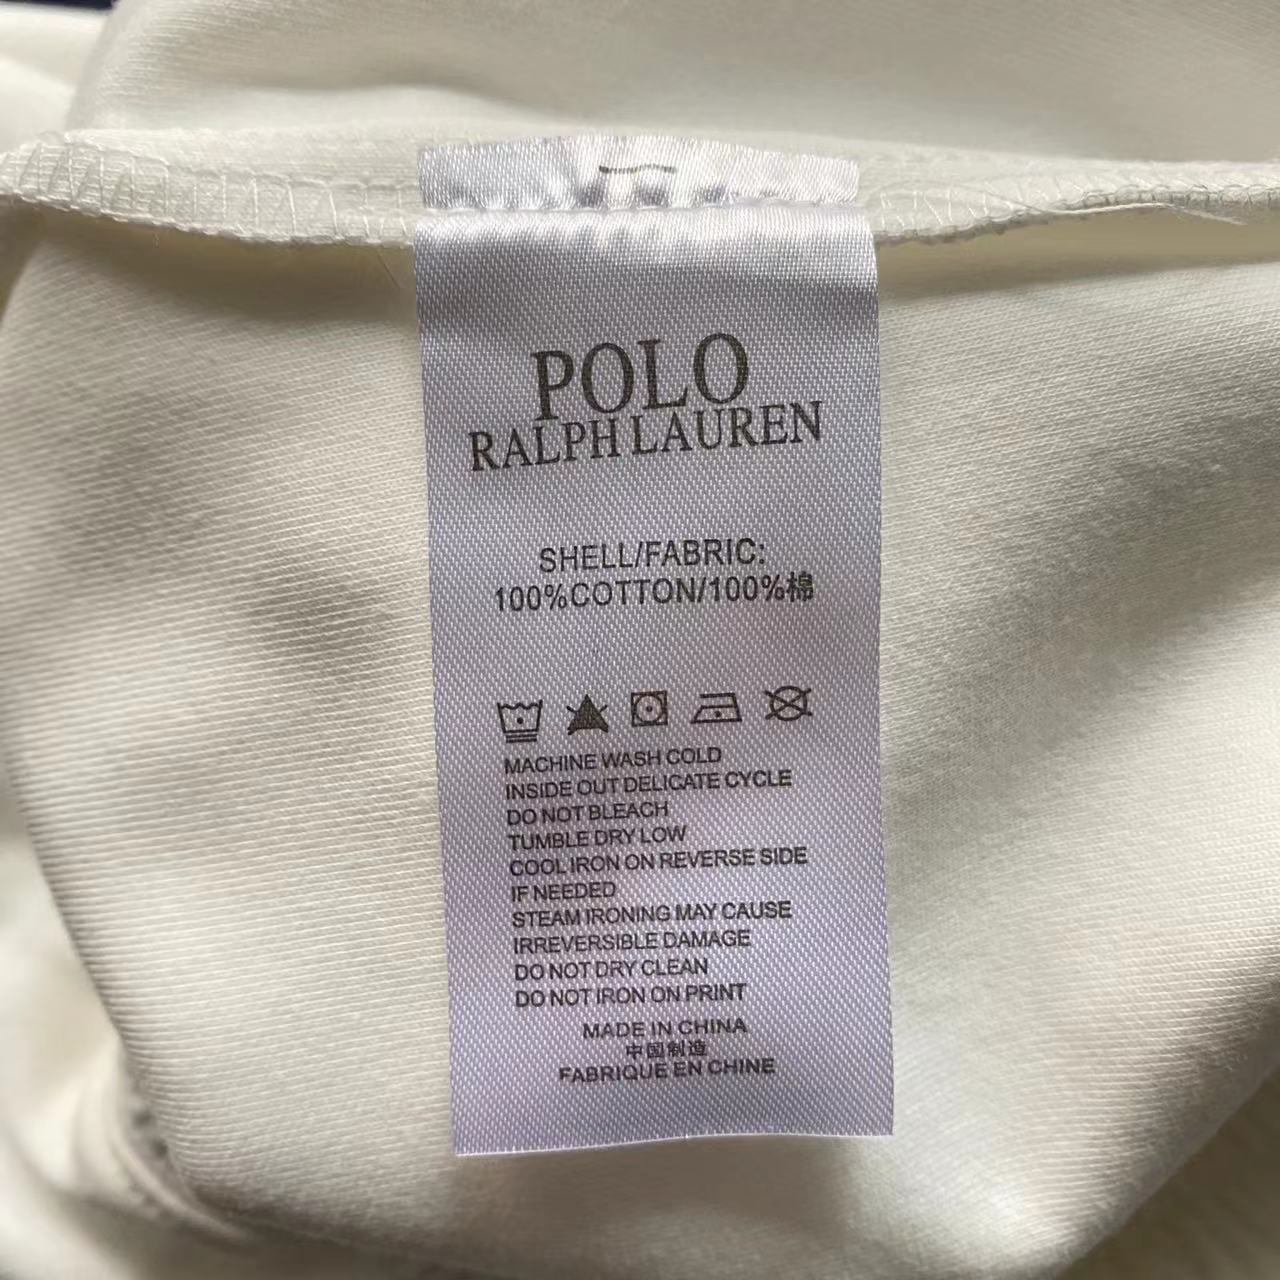 POLO
RALPH LAUREN
SHELL/FABRIC:
100%COTTON/100%棉
MACHINE WASH COLD
INSIDE OUT DELICATE CYCLE
DO NOT BLEACH
TUMBLE DRY LOW
COOL IRON ON REVERSE SIDE
IF NEEDED
STEAM IRONING MAY CAUSE
IRREVERSIBLE DAMAGE
DO NOT DRY CLEAN
DO NOT IRON ON PRINT
MADE IN CHINA
中国制造
FABRIQUE EN CHINE